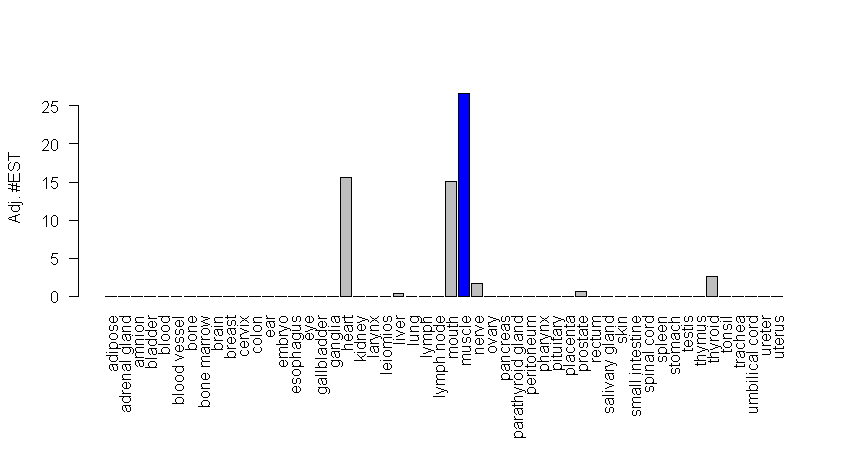 Adj. #EST
25
20
15
10
5
0
adipose
adrenal gland
amnion
bladder
blood
blood vessel
bone
bone marrow
brain
breast
cervix
colon
ear
embryo
esophagus
eye
gallbladder
ganglia
heart
kidney
larynx
leiomios
liver
lung
lymph
lymph node
mouth
muscle
nerve
ovary
pancreas
parathyroid gland
peritoneum
pharynx
pituitary
placenta
prostate
rectum
salivary gland
skin
small intestine
spinal cord
spleen
stomach
testis
thymus
thyroid
tonsil
trachea
umbilical cord
ureter
uterus